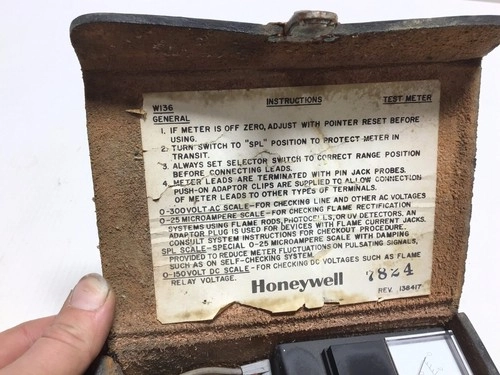 W136 INSTRUCTIONS TEST METER
GENERAL
1. IF METER IS OFF ZERO, ADJUST WITH POINTER RESET BEFORE
USING.
2. TURN SWITCH TO "SPL" POSITION TO PROTECT METER IN
TRANSIT.
3. ALWAYS SET SELECTOR SWITCH TO CORRECT RANGE POSITION
BEFORE CONNECTING LEADS.
4. METER LEADS ARE TERMINATED WITH PIN JACK PROBES.
PUSH-ON ADAPTOR CLIPS ARE SUPPLIED TO ALLOW CONNECTION
OF METER LEADS TO OTHER TYPES OF TERMINALS.
0-300 VOLT AC SCALE-FOR CHECKING LINE AND OTHER AC VOLTAGES
0-25 MICROAMPERE SCALE-FOR CHECKING FLAME RECTIFICATION
SYSTEMS USING FLAME RODS, PHOTOCELLS, OR UV DETECTORS. AN
ADAPTOR PLUG IS USED FOR DEVICES WITH FLAME CURRENT JACKS.
CONSULT SYSTEM INSTRUCTIONS FOR CHECKOUT PROCEDURE.
SPL SCALE-SPECIAL 0-25 MICROAMPERE SCALE WITH DAMPING
PROVIDED TO REDUCE METER FLUCTUATIONS ON PULSATING SIGNALS,
SUCH AS ON SELF-CHECKING SYSTEM.
0-150 VOLT DC SCALE-FOR CHECKING DC VOLTAGES SUCH AS FLAME
RELAY VOLTAGE.
Honeywell 7824
REV. 13841F